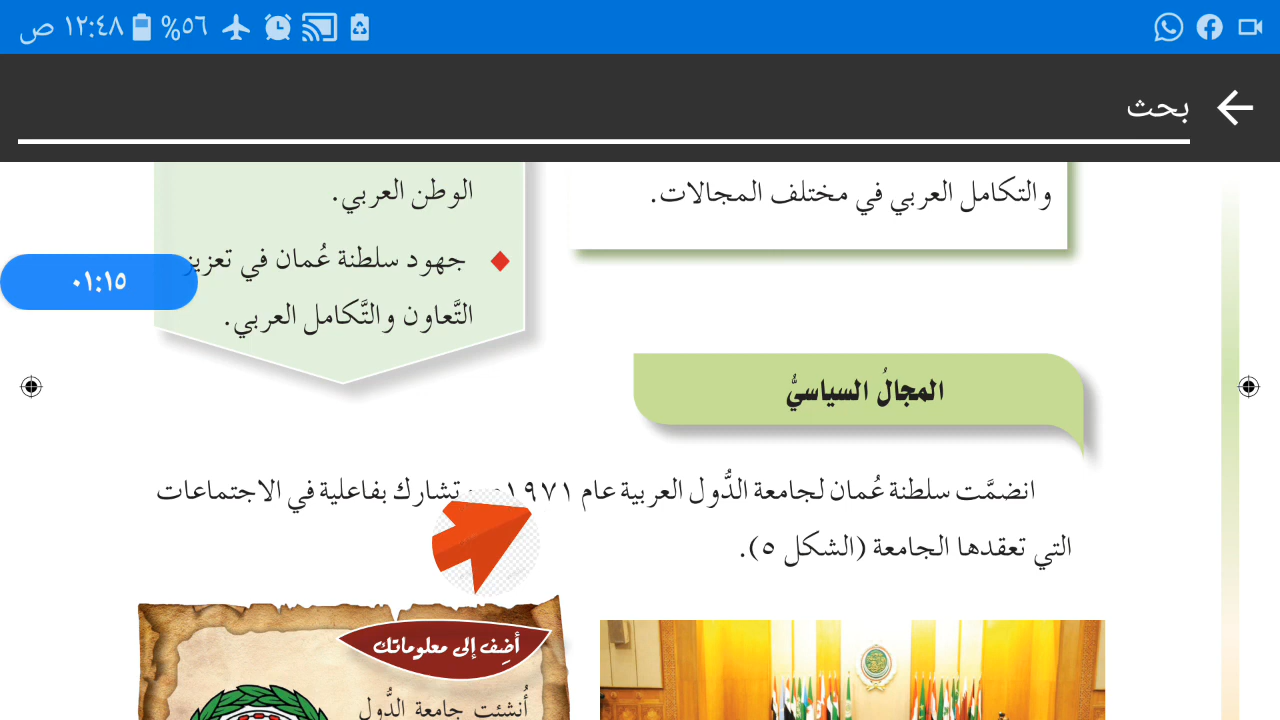 ١٢:٤٨ ص
٥٦%
بحث
والتكامل العربي في مختلف المجالات.
الوطن العربي.
جهود سلطنة عُمان في تعزيز
التَّعاون والتَّكامل العربي.
٠١:١٥
المجالُ السياسيُّ
انضمَّت سلطنة عُمان لجامعة الدُّول العربية عام ١٩٧١ تشارك بفاعلية في الاجتماعات
التي تعقدها الجامعة (الشكل ٥).
أضِف إلى معلوماتك
أُنشئت جامعة الدُّول